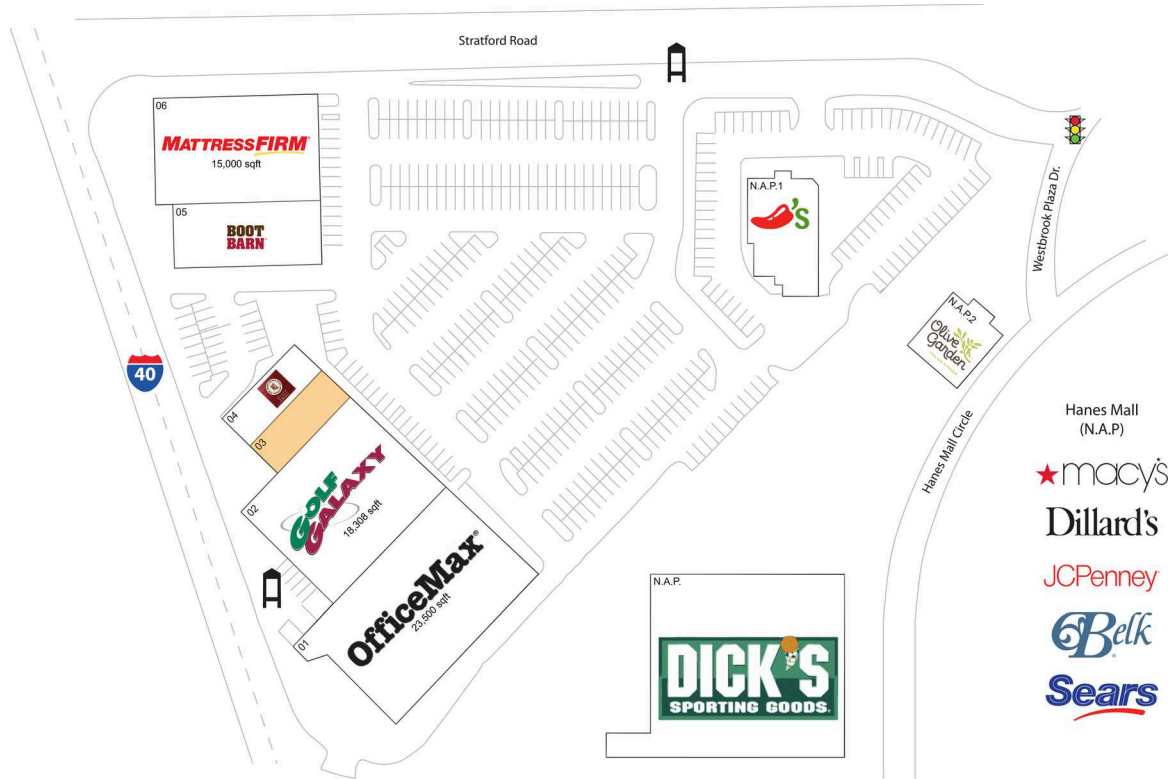 Stratford Road
06
MATTRESSFIRM
15,000 sqft
05
BOOT
BARN
N.A.P.1
'S
Westbrook Plaza Dr.
N.A.P.2
Olive
Garden
40
04
03
02
GOLF
GALAXY
18,308 sqft
01
OfficeMax®
23,500 sqft
Hanes Mall Circle
N.A.P.
DICK'S
SPORTING GOODS.
Hanes Mall
(N.A.P)
macy's
Dillard's
JCPenney
Belk
Sears